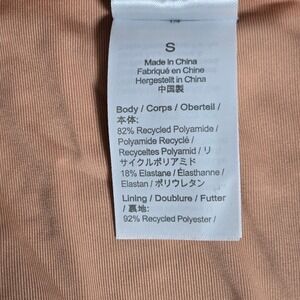 S
Made in China
Fabriqué en Chine
Hergestellt in China
中国製
Body / Corps / Oberteil /
本体:
82% Recycled Polyamide /
Polyamide Recyclé /
Recyceltes Polyamid / リ
サイクルポリアミド
18% Elastane / Élasthanne /
Elastan / ポリウレタン
Lining / Doublure / Futter
/ 裏地:
92% Recycled Polyester /